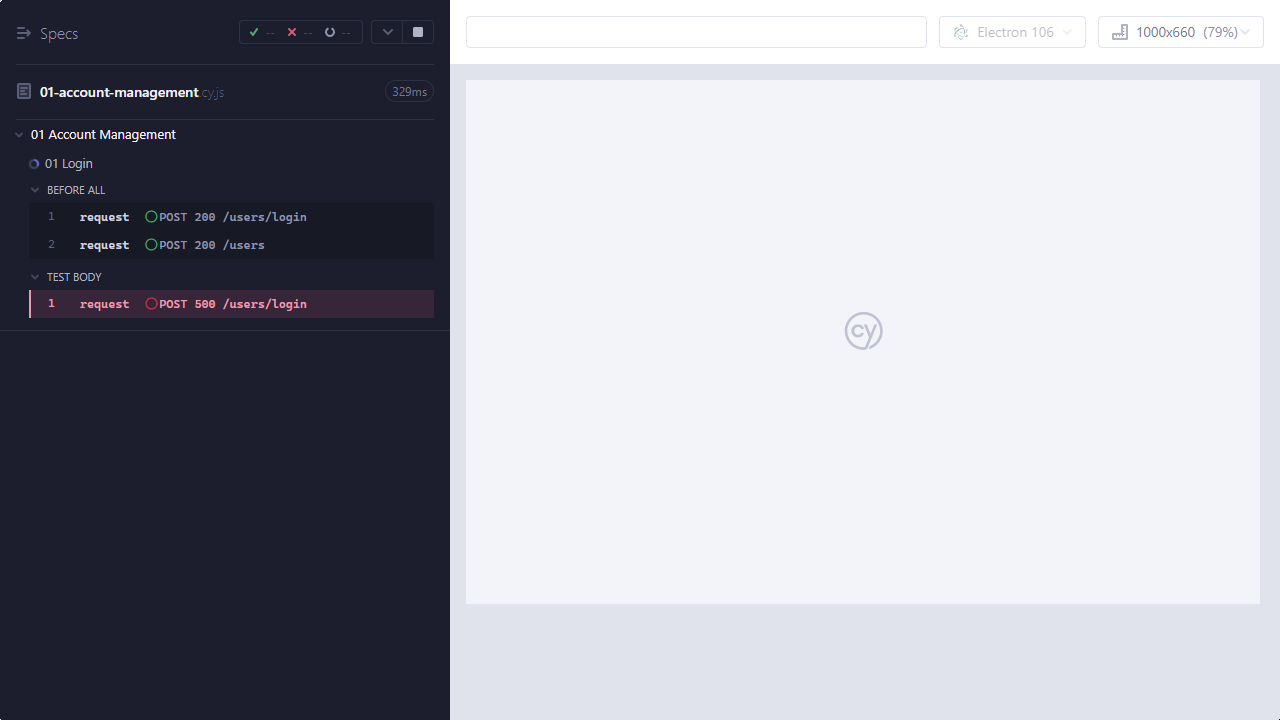 Specs
-- -- --
Electron 106
1000x660 (79%)
01-account-management cy.js
329ms
01 Account Management
01 Login
BEFORE ALL
1 request POST 200 /users/login
2 request POST 200 /users
TEST BODY
1 request POST 500 /users/login
cy